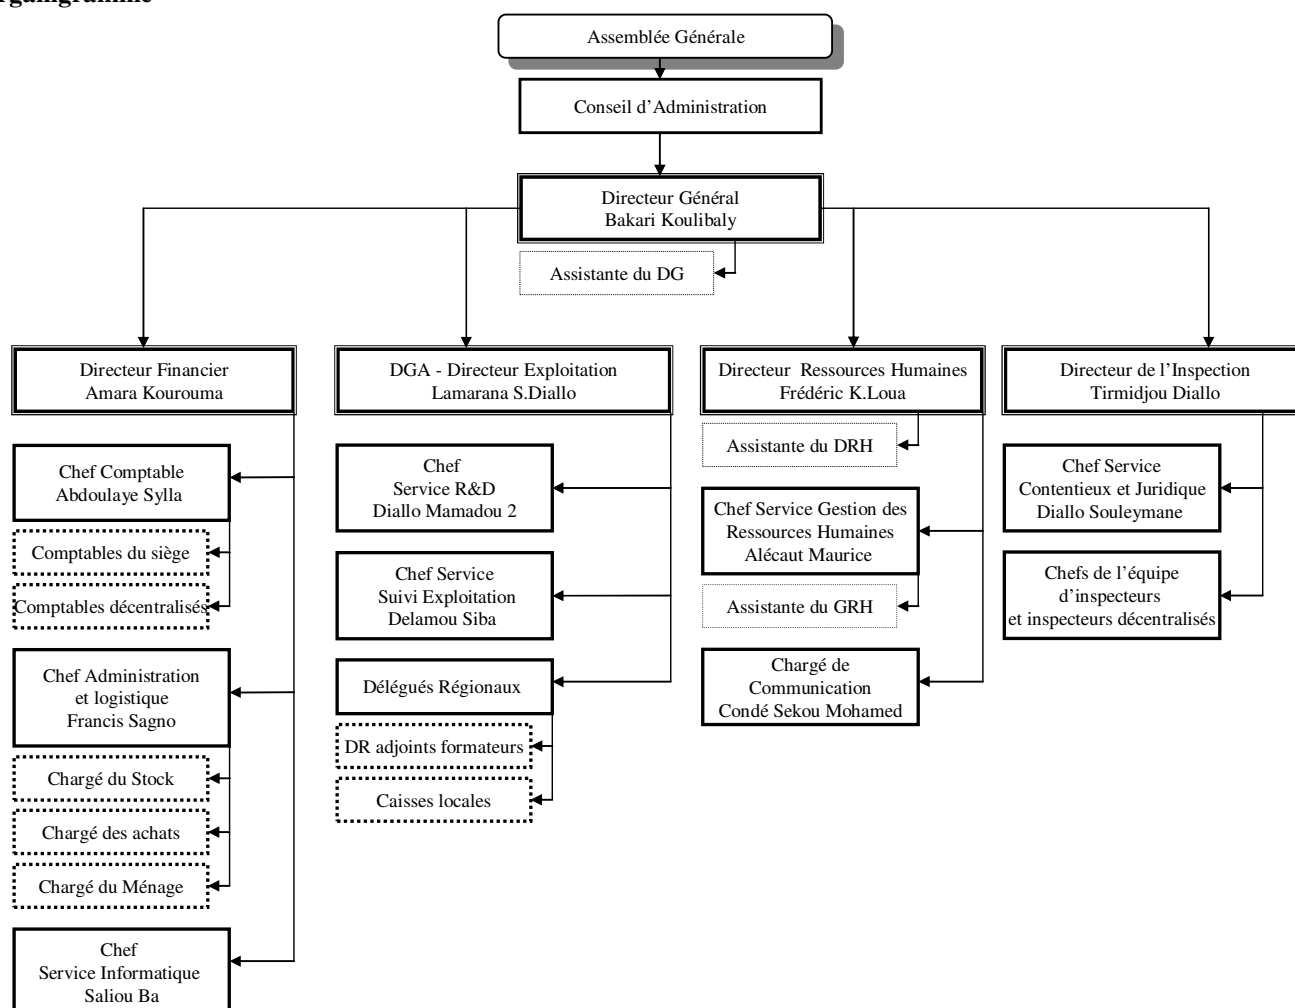 Assemblée Générale
Conseil d'Administration
Directeur Général
Bakari Koulibaly
Assistante du DG
Directeur Financier
Amara Kourouma
Chef Comptable
Abdoulaye Sylla
Comptables du siège
Comptables décentralisés
Chef Administration
et logistique
Francis Sagno
Chargé du Stock
Chargé des achats
Chargé du Ménage
Chef
Service Informatique
Saliou Ba
DGA - Directeur Exploitation
Lamarana S.Diallo
Chef
Service R&D
Diallo Mamadou 2
Chef Service
Suivi Exploitation
Delamou Siba
Délégués Régionaux
DR adjoints formateurs
Caisses locales
Directeur Ressources Humaines
Frédéric K.Loua
Assistante du DRH
Chef Service Gestion des
Ressources Humaines
Alécaut Maurice
Assistante du GRH
Chargé de
Communication
Condé Sekou Mohamed
Directeur de l'Inspection
Tirmidjou Diallo
Chef Service
Contentieux et Juridique
Diallo Souleymane
Chefs de l'équipe
d'inspecteurs
et inspecteurs décentralisés